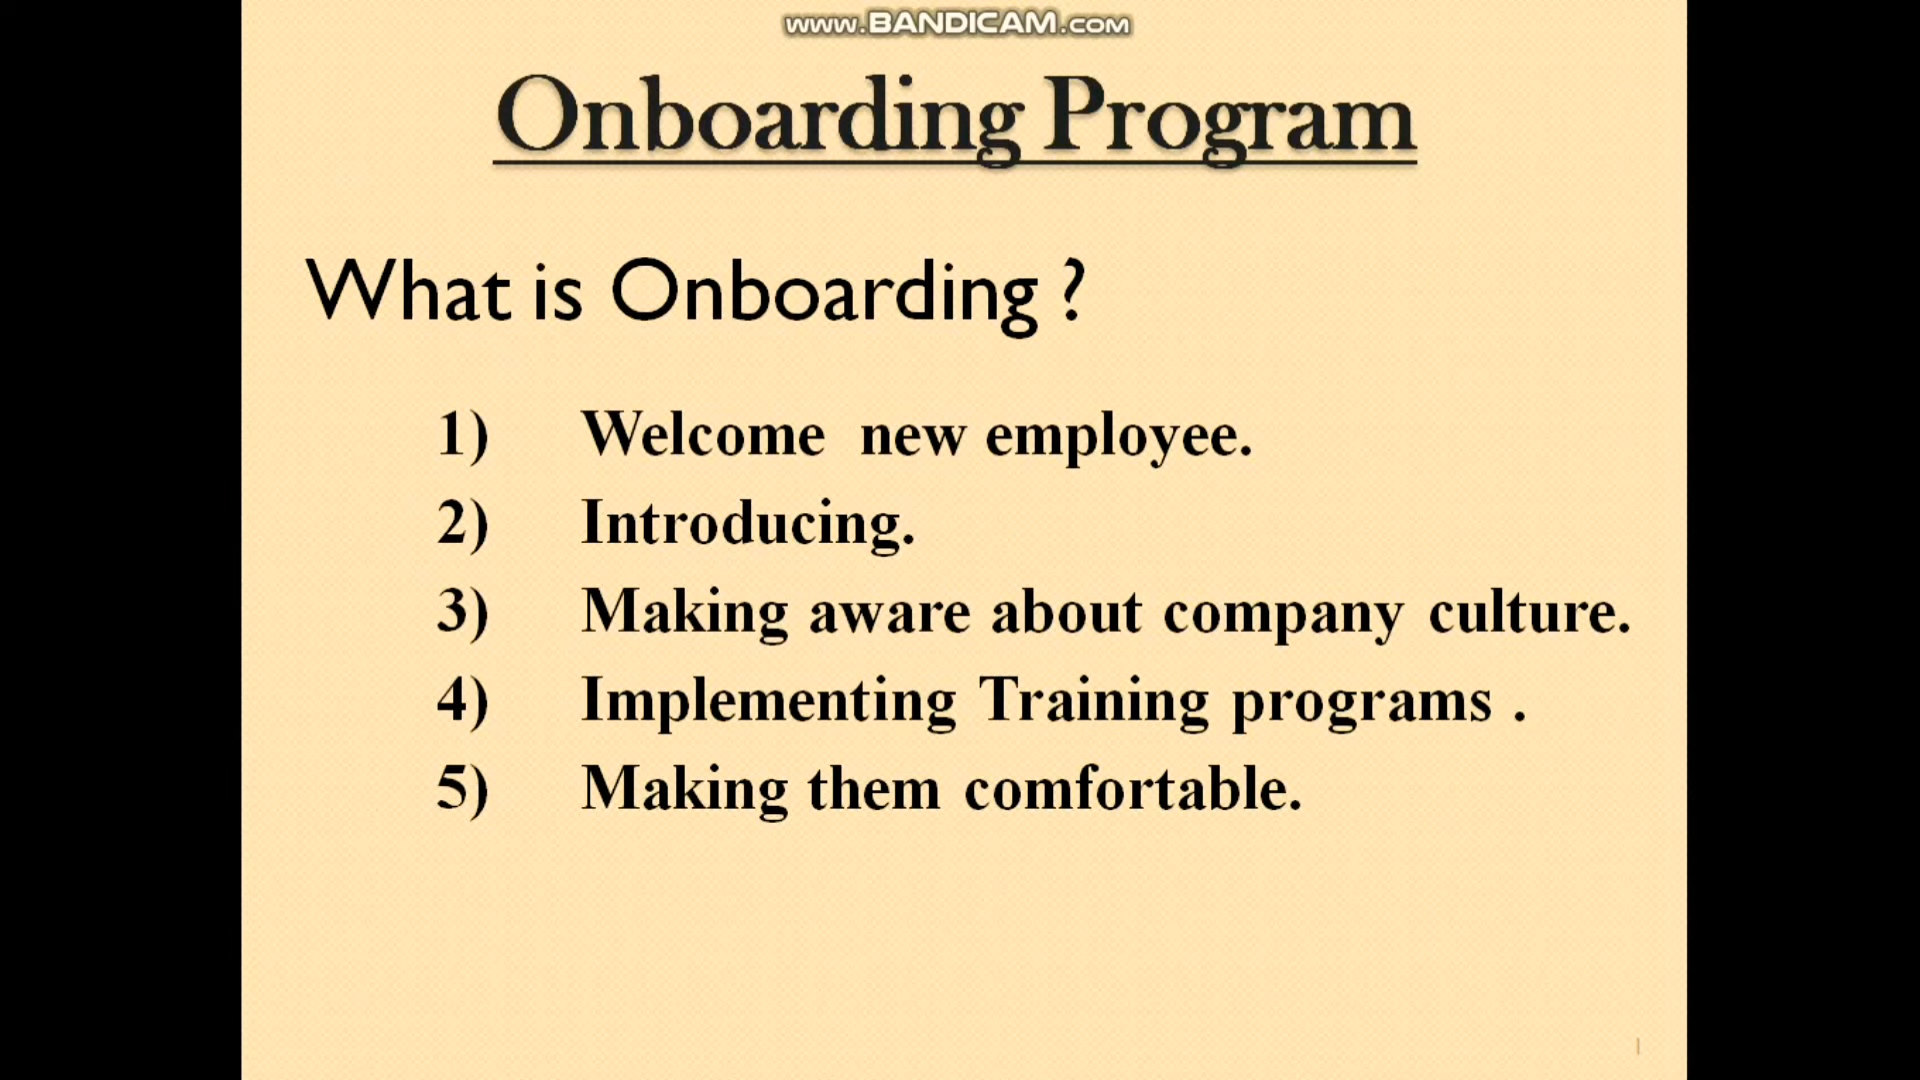 www.BANDICAM.com
Onboarding Program
What is Onboarding ?
1) Welcome new employee.
2) Introducing.
3) Making aware about company culture.
4) Implementing Training programs .
5) Making them comfortable.
1